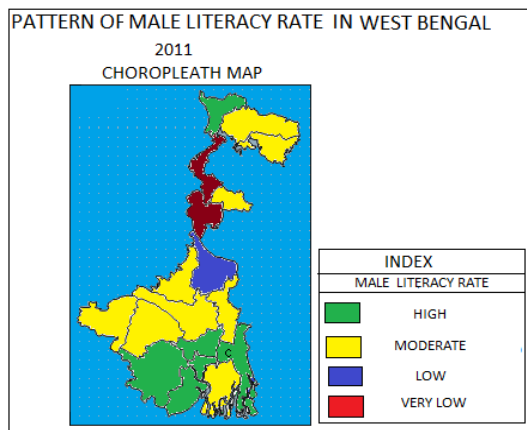 PATTERN OF MALE LITERACY RATE IN WEST BENGAL
2011
CHOROPLEATH MAP
C
INDEX
MALE LITERACY RATE
HIGH
MODERATE
LOW
VERY LOW